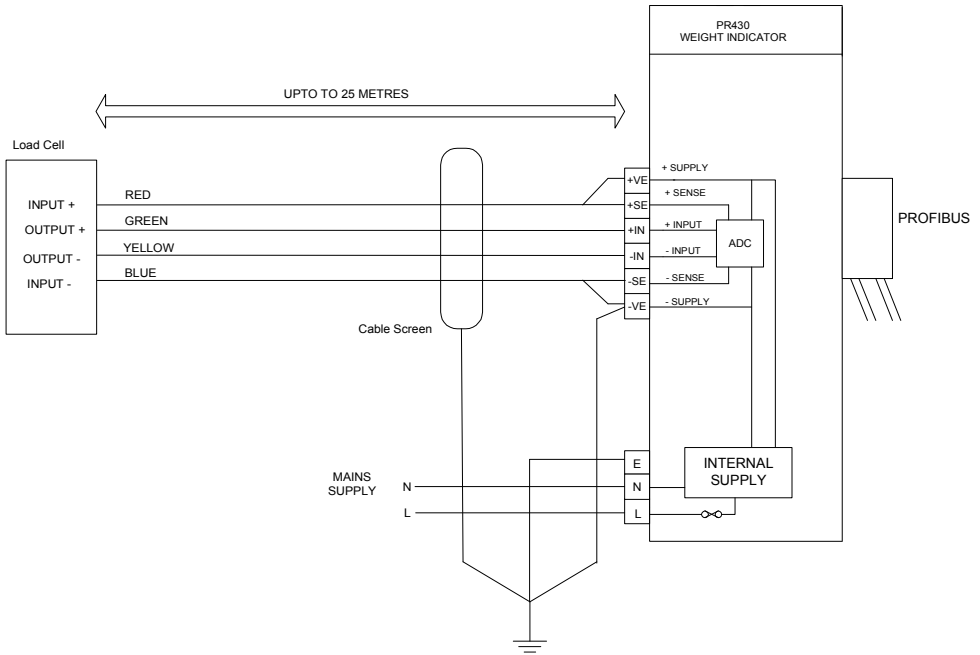 PR430
WEIGHT INDICATOR
UPTO TO 25 METRES
Load Cell
INPUT +
OUTPUT +
OUTPUT -
INPUT -
RED
GREEN
YELLOW
BLUE
Cable Screen
+VE
+SE
+IN
-IN
-SE
-VE
+ SUPPLY
+ SENSE
+ INPUT
- INPUT
- SENSE
- SUPPLY
ADC
PROFIBUS
MAINS
SUPPLY
N
L
E
N
L
INTERNAL
SUPPLY